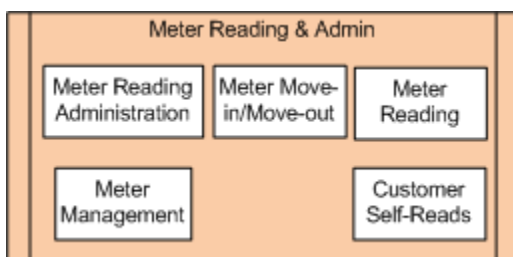 Meter Reading & Admin
Meter Reading
Administration
Meter Move-
in/Move-out
Meter
Reading
Meter
Management
Customer
Self-Reads